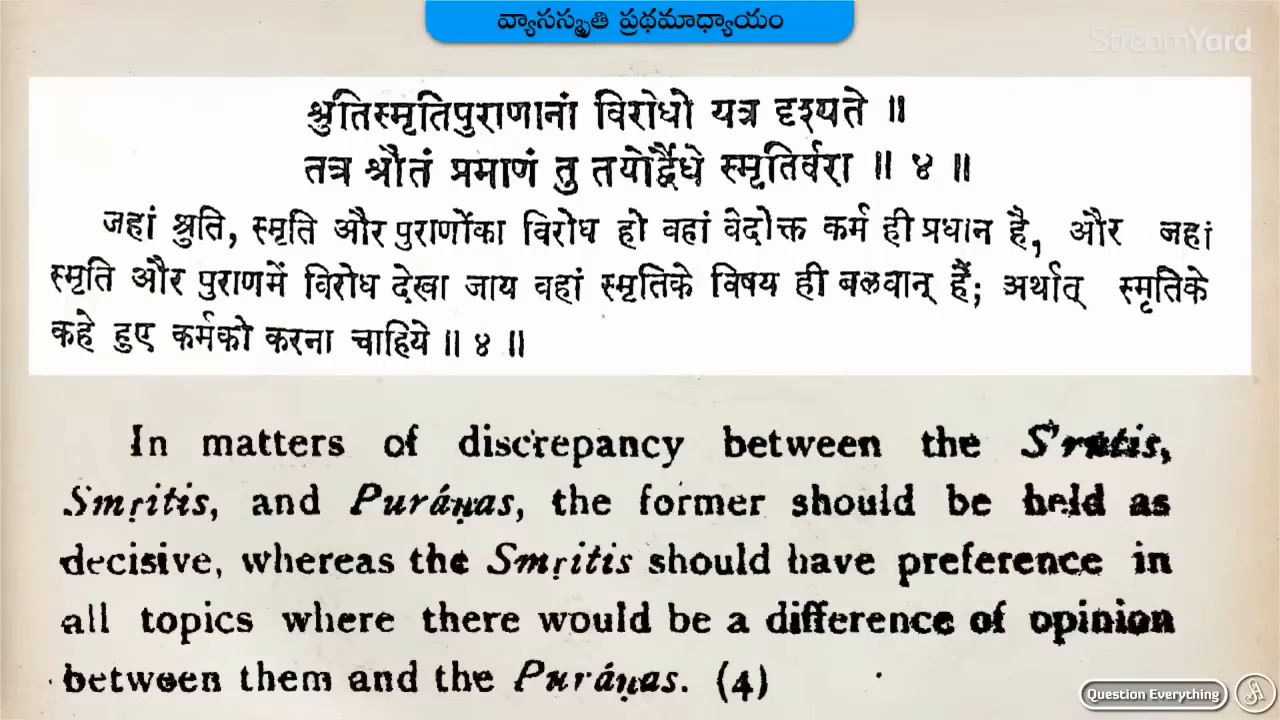 వ్యాసస్మృతి ప్రథమాధ్యాయం
StreamYard
श्रुतिस्मृतिपुराणानां विरोधो यत्र दृश्यते ॥
तत्र श्रौतं प्रमाणं तु तयोर्द्वैधे स्मृतिर्वरा ॥ ४ ॥
जहां श्रुति, स्मृति और पुराणोंका विरोध हो वहां वेदोक्त कर्म ही प्रधान है, और जहां
स्मृति और पुराणमें विरोध देखा जाय वहां स्मृतिके विषय ही बलवान् हैं; अर्थात् स्मृतिके
कहे हुए कर्मको करना चाहिये ॥ ४ ॥
In matters of discrepancy between the S'rutis,
Smṛitis, and Puráṇas, the former should be held as
decisive, whereas the Smṛitis should have preference in
all topics where there would be a difference of opinion
between them and the Puráṇas. (4)
Question Everything